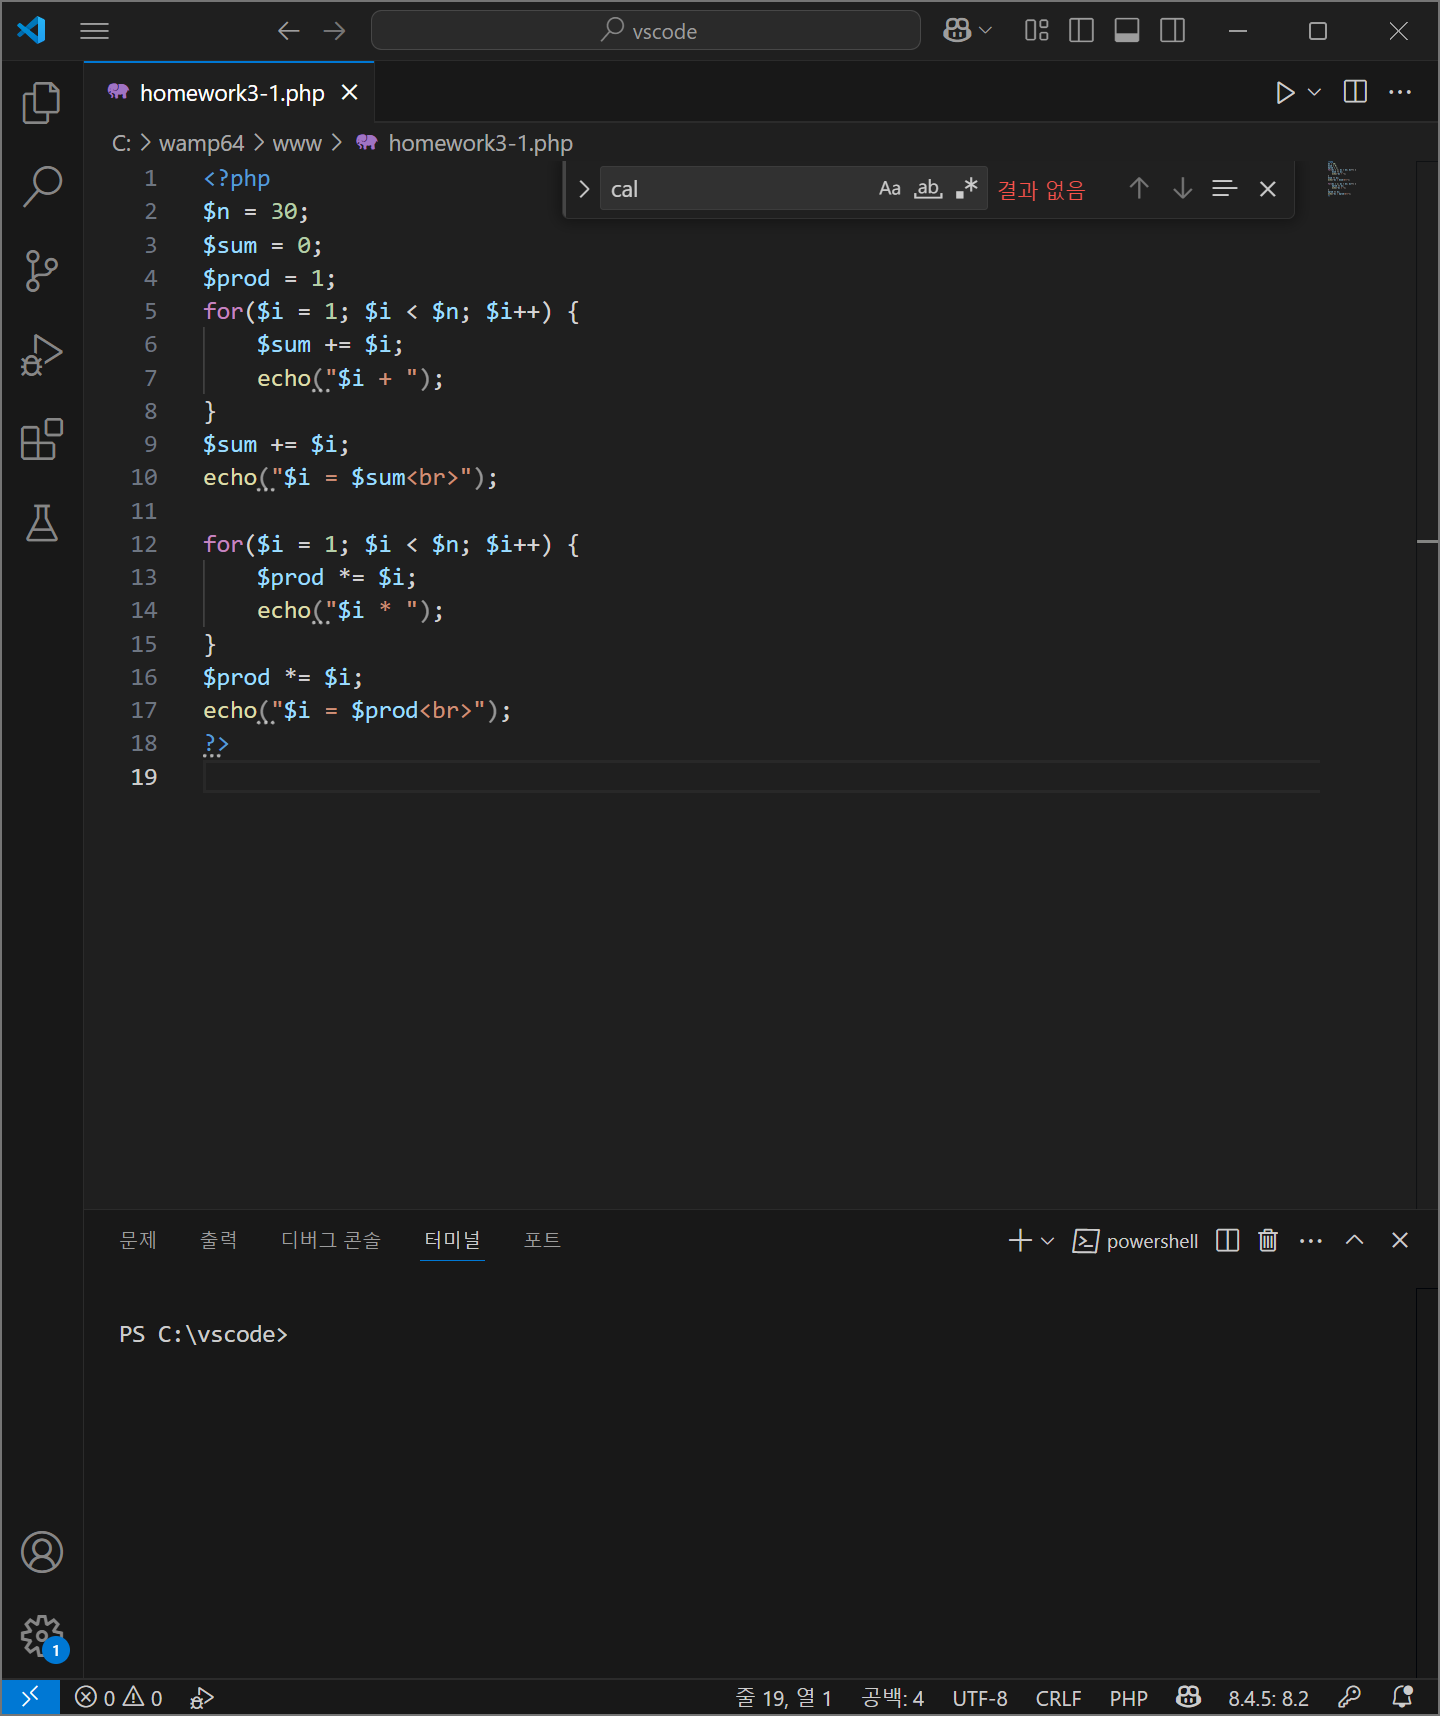 vscode
homework3-1.php
C: > wamp64 > www > homework3-1.php
cal Aa ab 결과 없음
1 <?php
2 $n = 30;
3 $sum = 0;
4 $prod = 1;
5 for($i = 1; $i < $n; $i++) {
6     $sum += $i;
7     echo("$i + ");
8 }
9 $sum += $i;
10 echo("$i = $sum<br>");
11
12 for($i = 1; $i < $n; $i++) {
13     $prod *= $i;
14     echo("$i * ");
15 }
16 $prod *= $i;
17 echo("$i = $prod<br>");
18 ?>
19
문제 출력 디버그 콘솔 터미널 포트 powershell
PS C:\vscode>
1
0 0 줄 19, 열 1 공백: 4 UTF-8 CRLF PHP 8.4.5: 8.2